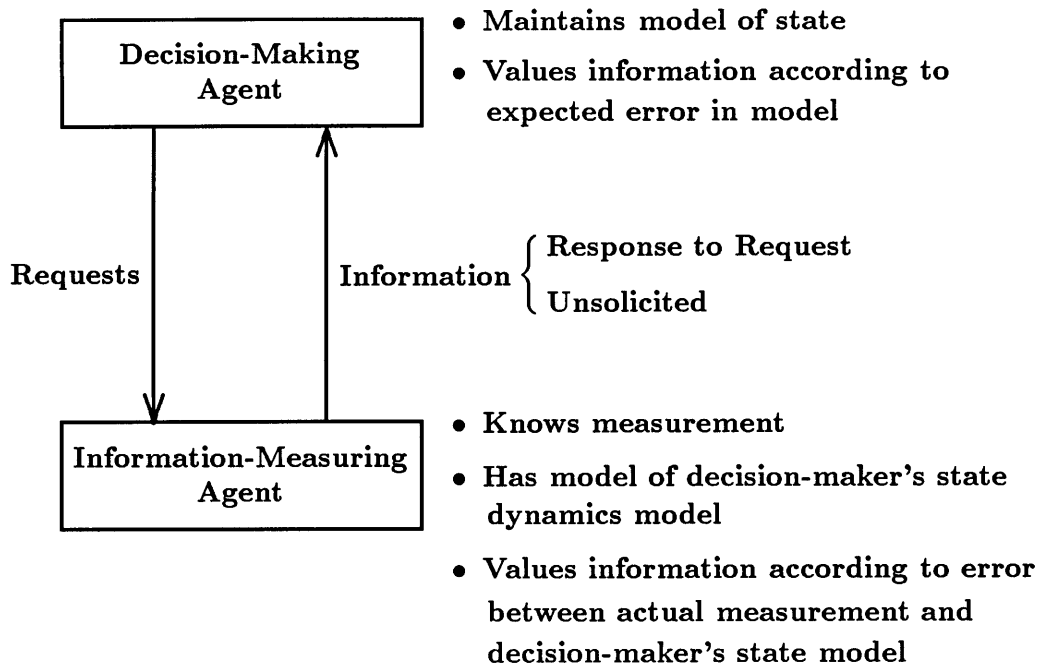 Decision-Making
Agent
• Maintains model of state
• Values information according to
expected error in model
Requests
Information
Response to Request
Unsolicited
Information-Measuring
Agent
• Knows measurement
• Has model of decision-maker's state
dynamics model
• Values information according to error
between actual measurement and
decision-maker's state model